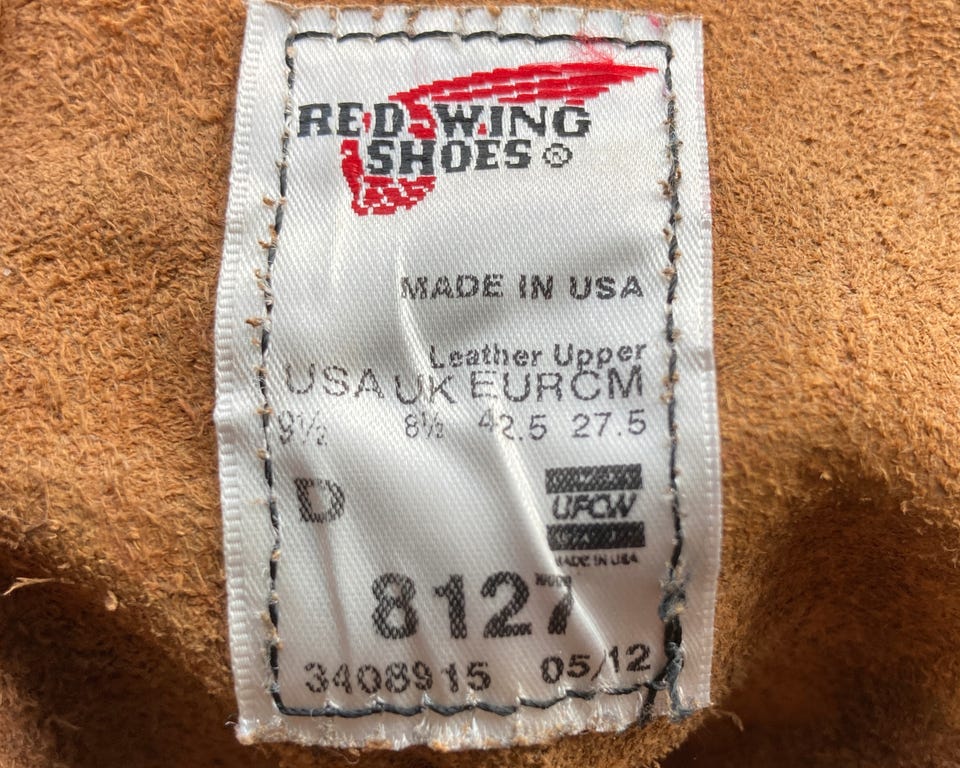 RED WING
SHOES ®
MADE IN USA
Leather Upper
USA UK EUR CM
9½ 8½ 42.5 27.5
D
UFCW
MADE IN USA
8127
3408915 05/12